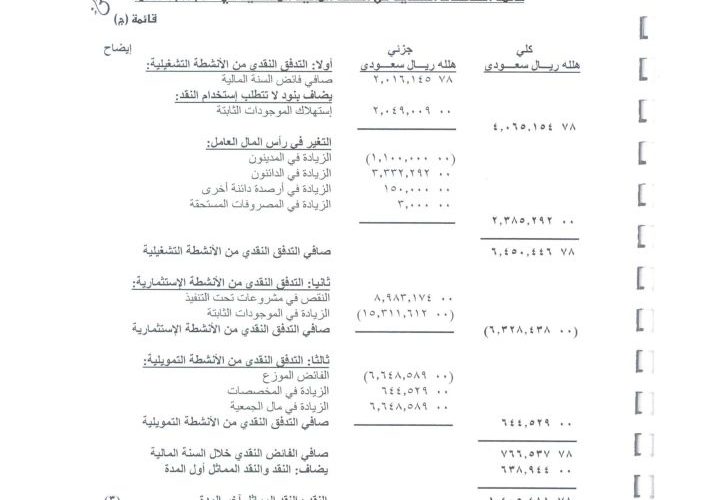 قائمة (م)
كلي جزئي إيضاح
هلله ريـال سعـــودى هلله ريـال سعـــودى
أولا: التدفق النقدي من الأنشطة التشغيلية:
صافي فائض السنة المالية ٢,٠١٦,١٤٥ ٧٨
يضاف بنود لا تتطلب إستخدام النقد:
إستهلاك الموجودات الثابتة ٢,٠٤٩,٠٠٩ ٠٠
٤,٠٦٥,١٥٤ ٧٨
التغير في رأس المال العامل:
الزيادة في المدينون (١,١٠٠,٠٠٠ ٠٠)
الزيادة في الدائنون ٣,٣٣٢,٢٩٢ ٠٠
الزيادة في أرصدة دائنة أخرى ١٥٠,٠٠٠ ٠٠
الزيادة في المصروفات المستحقة ٣,٠٠٠ ٠٠
٢,٣٨٥,٢٩٢ ٠٠
صافي التدفق النقدي من الأنشطة التشغيلية ٦,٤٥٠,٤٤٦ ٧٨
ثانيا: التدفق النقدي من الأنشطة الإستثمارية:
النقص في مشروعات تحت التنفيذ ٨,٩٨٣,١٧٤ ٠٠
الزيادة في الموجودات الثابتة (١٥,٣١١,٦١٢ ٠٠)
صافي التدفق النقدي من الأنشطة الإستثمارية (٦,٣٢٨,٤٣٨ ٠٠)
ثالثا: التدفق النقدي من الأنشطة التمويلية:
الفائض الموزع (٦,٦٤٨,٥٨٩ ٠٠)
الزيادة في المخصصات ٦٤٤,٥٢٩ ٠٠
الزيادة في مال الجمعية ٦,٦٤٨,٥٨٩ ٠٠
صافي التدفق النقدي من الأنشطة التمويلية ٦٤٤,٥٢٩ ٠٠
صافي الفائض النقدي خلال السنة المالية ٧٦٦,٥٣٧ ٧٨
يضاف: النقد والنقد المماثل أول المدة ٦٣٨,٩٤٤ ٠٠
النقد والنقد المماثل آخر المدة (٣)